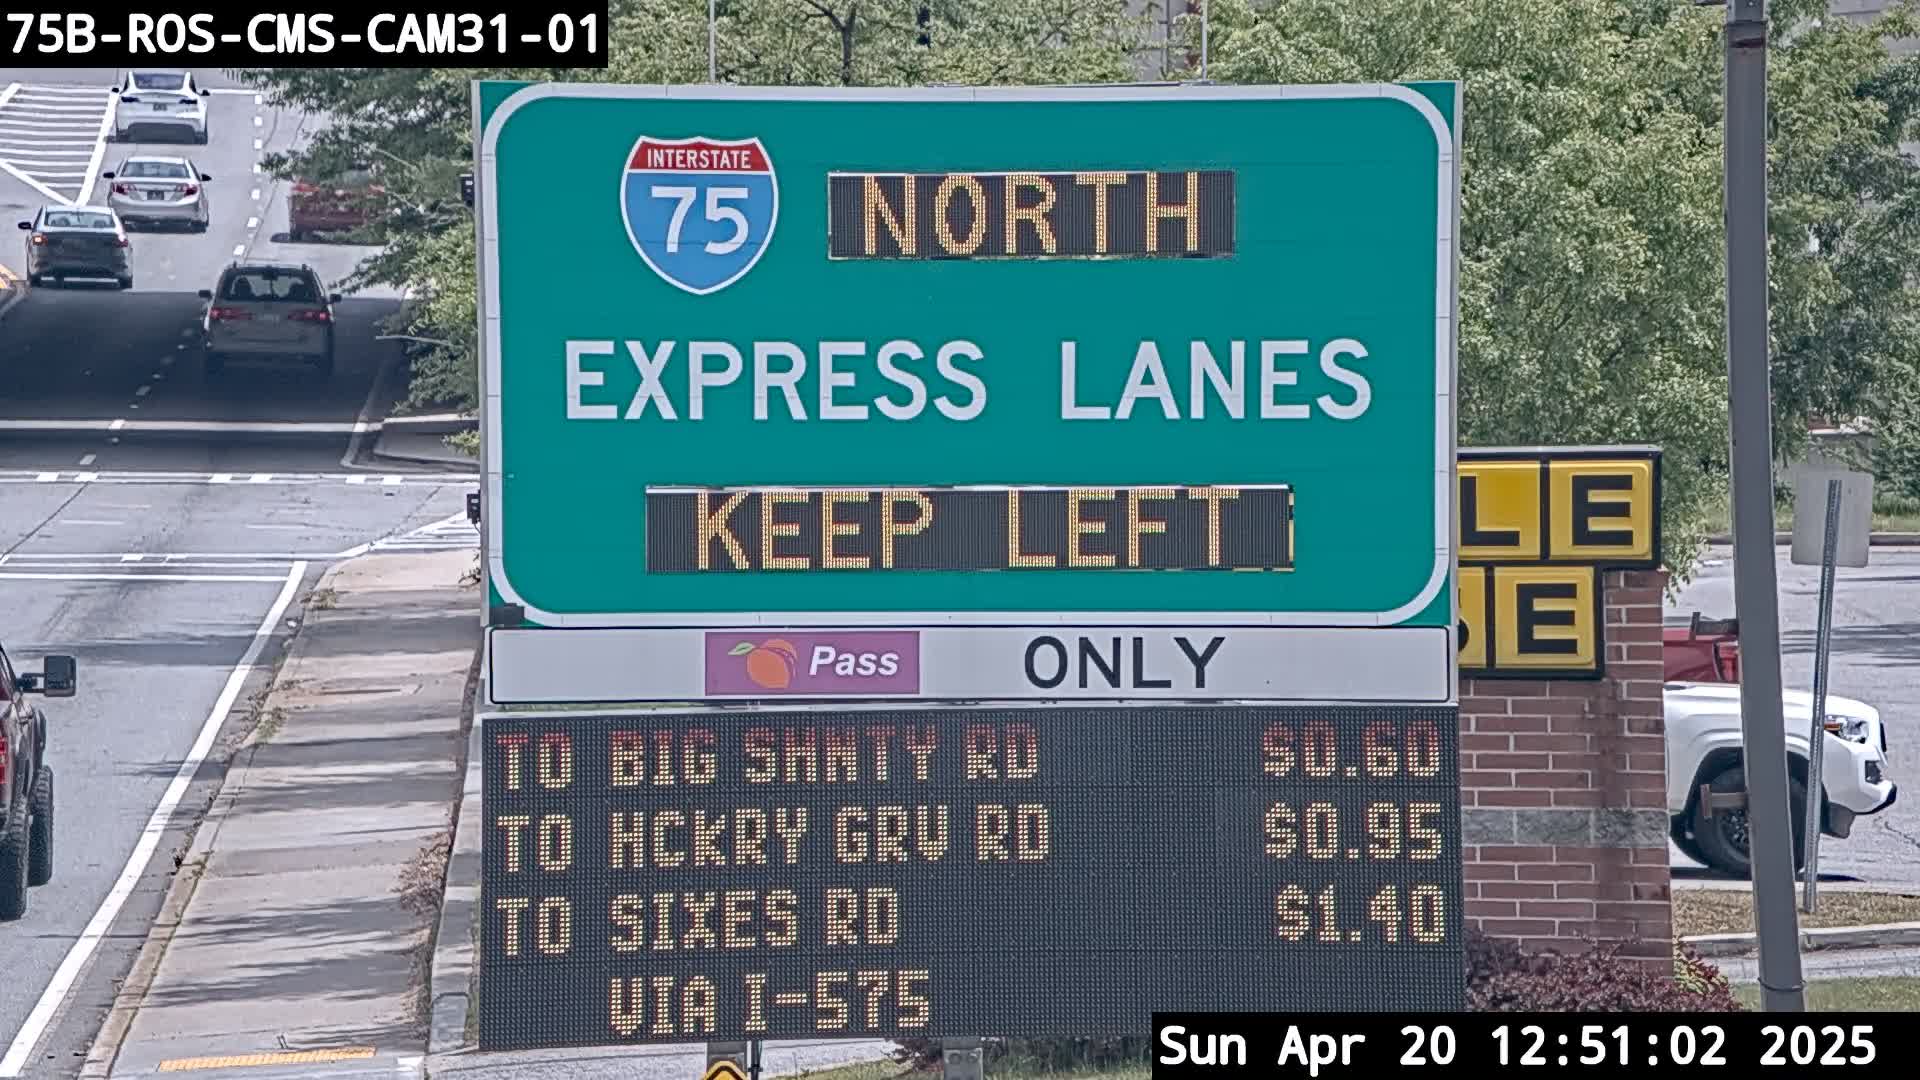 75B-ROS-CMS-CAM31-01
INTERSTATE
75
NORTH
EXPRESS LANES
KEEP LEFT
Pass ONLY
TO BIG SHNTY RD $0.60
TO HCKRY GRV RD $0.95
TO SIXES RD $1.40
VIA I-575
LE
E
Sun Apr 20 12:51:02 2025